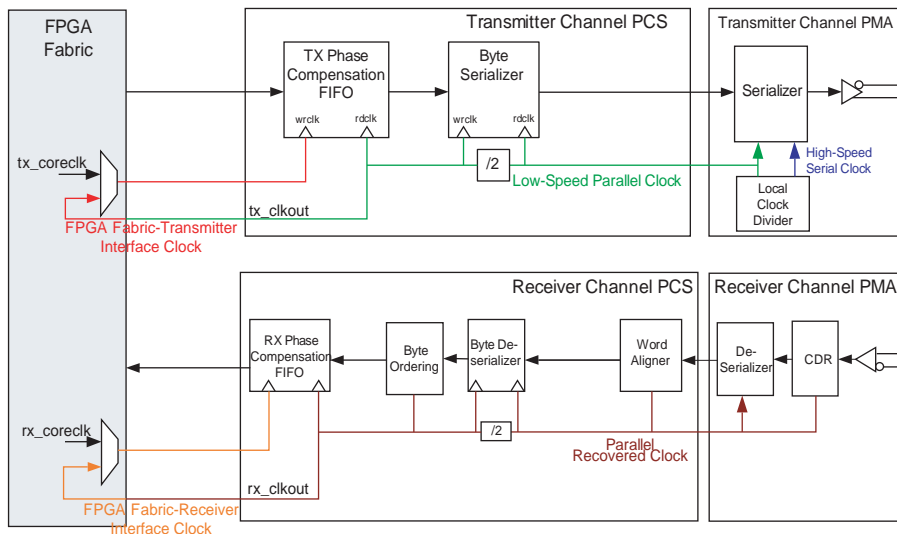 FPGA
Fabric
Transmitter Channel PCS
Transmitter Channel PMA
TX Phase
Compensation
FIFO
wrclk
rdclk
Byte
Serializer
wrclk
rdclk
/2
Serializer
High-Speed
Serial Clock
Low-Speed Parallel Clock
Local
Clock
Divider
tx_coreclk
tx_clkout
FPGA Fabric-Transmitter
Interface Clock
Receiver Channel PCS
Receiver Channel PMA
RX Phase
Compensation
FIFO
Byte
Ordering
Byte De-
serializer
Word
Aligner
De-
Serializer
CDR
/2
Parallel
Recovered Clock
rx_coreclk
rx_clkout
FPGA Fabric-Receiver
Interface Clock